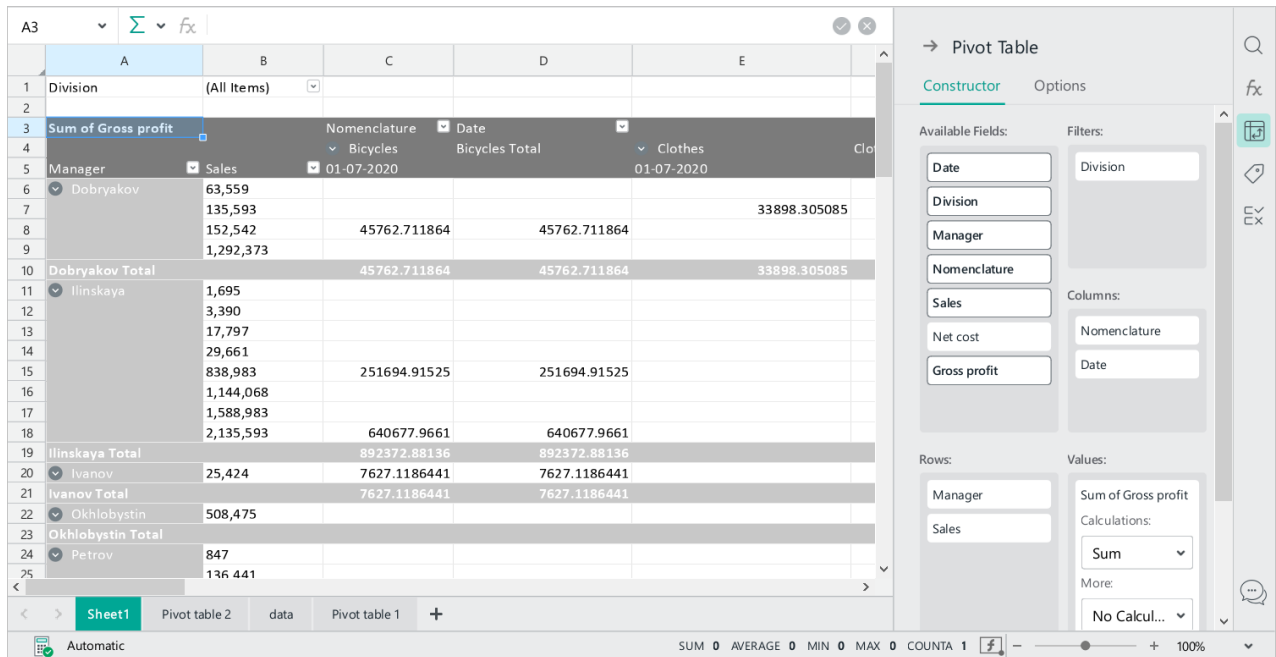 A3 Σ fx
A B C D E
1 Division (All Items)
2
3 Sum of Gross profit Nomenclature Date
4 Bicycles Bicycles Total Clothes Clo
5 Manager Sales 01-07-2020 01-07-2020
6 Dobryakov 63,559
7 135,593 33898.305085
8 152,542 45762.711864 45762.711864
9 1,292,373
10 Dobryakov Total 45762.711864 45762.711864 33898.305085
11 Ilinskaya 1,695
12 3,390
13 17,797
14 29,661
15 838,983 251694.91525 251694.91525
16 1,144,068
17 1,588,983
18 2,135,593 640677.9661 640677.9661
19 Ilinskaya Total 892372.88136 892372.88136
20 Ivanov 25,424 7627.1186441 7627.1186441
21 Ivanov Total 7627.1186441 7627.1186441
22 Okhlobystin 508,475
23 Okhlobystin Total
24 Petrov 847
25 136,441
Sheet1 Pivot table 2 data Pivot table 1 +
Automatic SUM 0 AVERAGE 0 MIN 0 MAX 0 COUNTA 1 f − + 100%
Pivot Table
Constructor Options
Available Fields:
Date
Division
Manager
Nomenclature
Sales
Net cost
Gross profit
Filters:
Division
Columns:
Nomenclature
Date
Rows:
Manager
Sales
Values:
Sum of Gross profit
Calculations:
Sum
More:
No Calcul...
fx